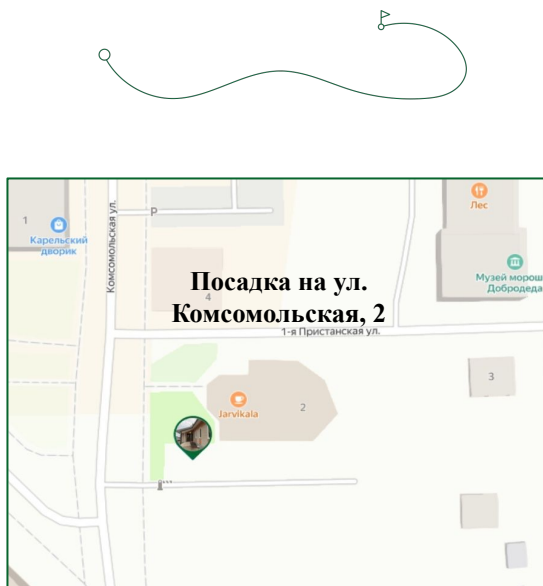 Лес
1
Карельский
дворик
Комсомольская ул.
P
Музей морош
Добродеда
Посадка на ул.
Комсомольская, 2
4
1-я Пристанская ул.
3
Jarvikala
2